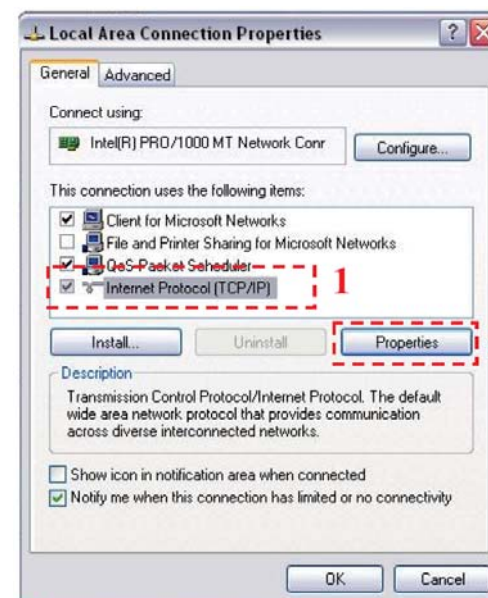 Local Area Connection Properties
General Advanced
Connect using:
Intel(R) PRO/1000 MT Network Conr
Configure...
This connection uses the following items:
Client for Microsoft Networks
File and Printer Sharing for Microsoft Networks
QoS Packet Scheduler
Internet Protocol (TCP/IP) 1
Install... Uninstall Properties
Description
Transmission Control Protocol/Internet Protocol. The default
wide area network protocol that provides communication
across diverse interconnected networks.
Show icon in notification area when connected
Notify me when this connection has limited or no connectivity
OK Cancel